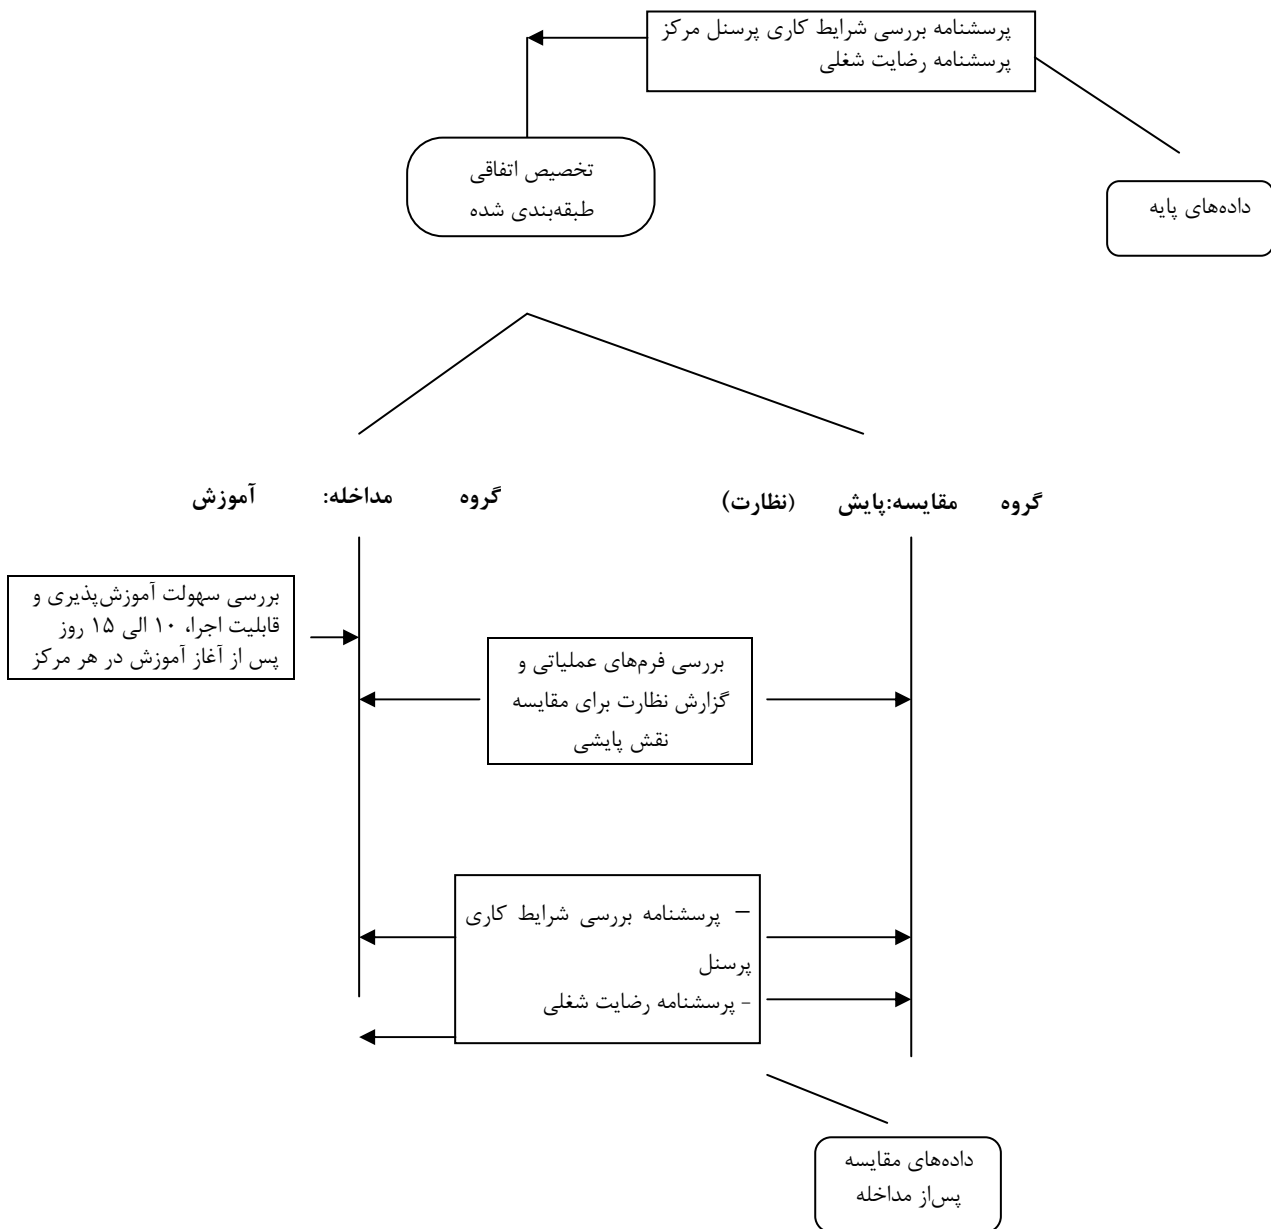 پرسشنامه بررسی شرایط کاری پرسنل مرکز
پرسشنامه رضایت شغلی
تخصیص اتفاقی
طبقه‌بندی شده
داده‌های پایه
گروه مقایسه:پایش (نظارت)
گروه مداخله: آموزش
بررسی سهولت آموزش‌پذیری و
قابلیت اجرا، ۱۰ الی ۱۵ روز
پس از آغاز آموزش در هر مرکز
بررسی فرم‌های عملیاتی و
گزارش نظارت برای مقایسه
نقش پایشی
– پرسشنامه بررسی شرایط کاری
پرسنل
- پرسشنامه رضایت شغلی
داده‌های مقایسه
پس‌از مداخله